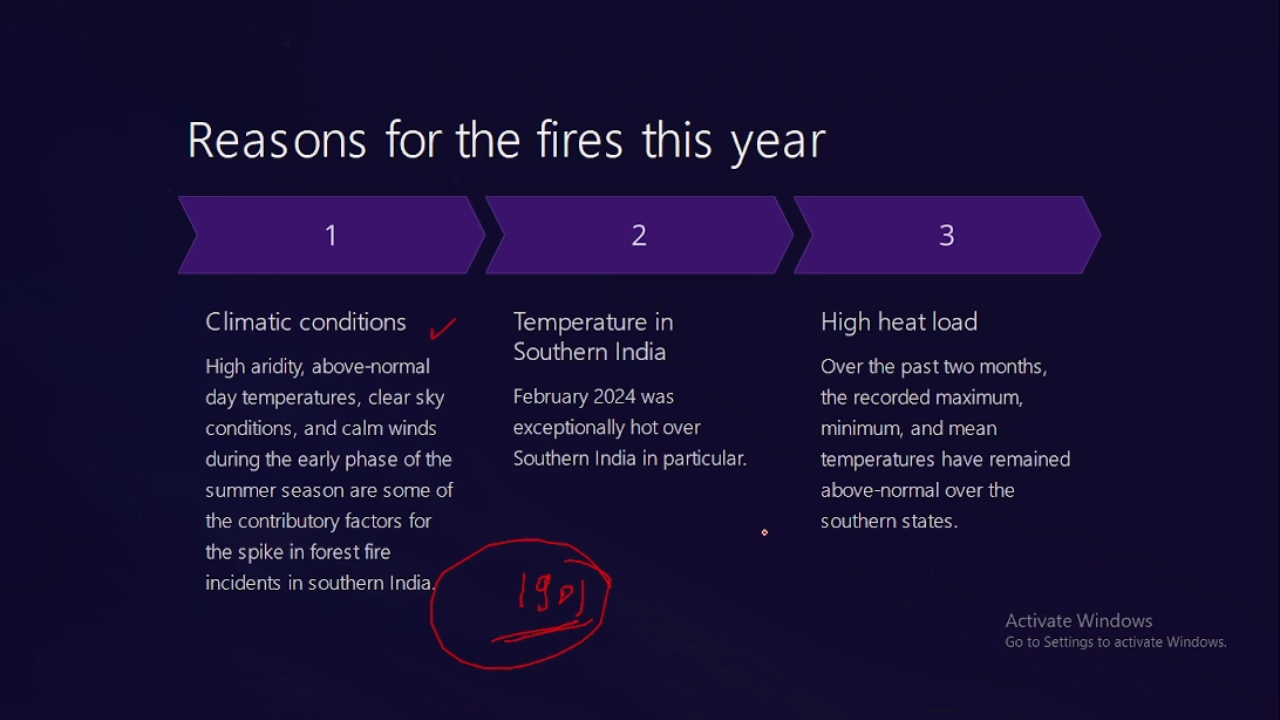 Reasons for the fires this year
1
2
3
Climatic conditions
High aridity, above-normal
day temperatures, clear sky
conditions, and calm winds
during the early phase of the
summer season are some of
the contributory factors for
the spike in forest fire
incidents in southern India.
Temperature in
Southern India
February 2024 was
exceptionally hot over
Southern India in particular.
High heat load
Over the past two months,
the recorded maximum,
minimum, and mean
temperatures have remained
above-normal over the
southern states.
1901
Activate Windows
Go to Settings to activate Windows.